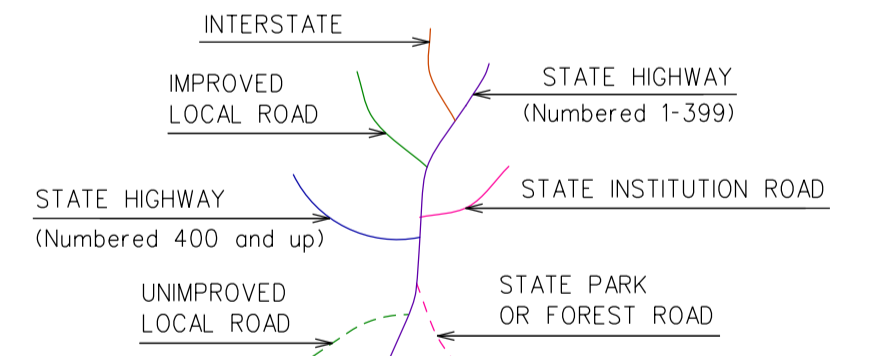 INTERSTATE
IMPROVED
LOCAL ROAD
STATE HIGHWAY
(Numbered 1-399)
STATE HIGHWAY
(Numbered 400 and up)
STATE INSTITUTION ROAD
UNIMPROVED
LOCAL ROAD
STATE PARK
OR FOREST ROAD